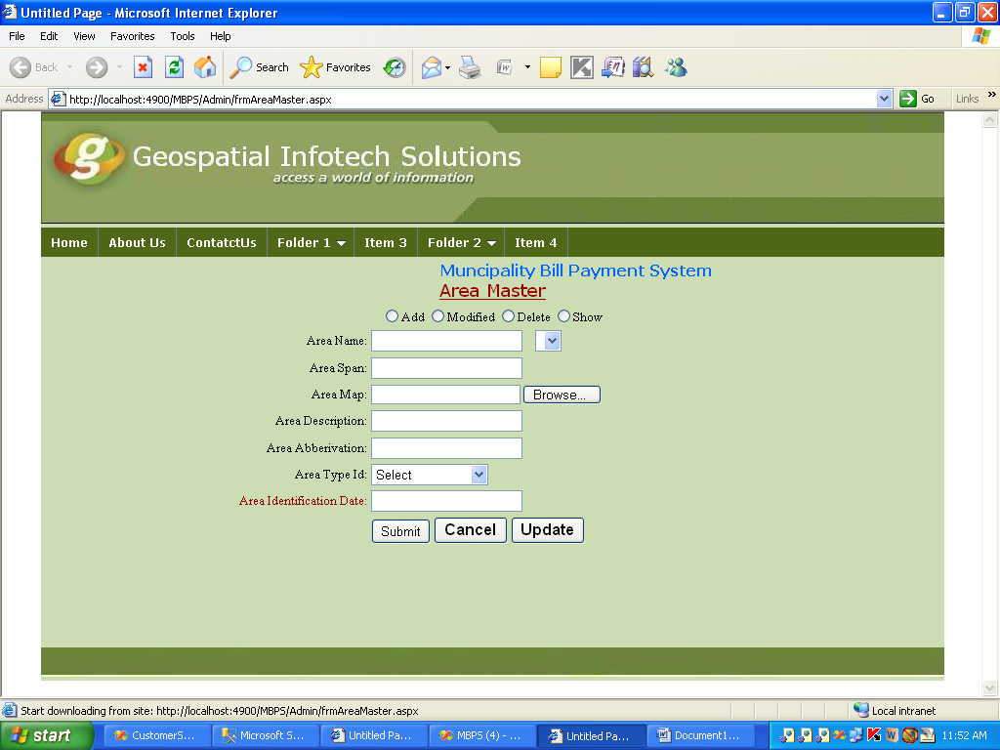 Untitled Page - Microsoft Internet Explorer
File Edit View Favorites Tools Help
Back Search Favorites
Address http://localhost:4900/MBPS/Admin/frmAreaMaster.aspx Go Links »
Geospatial Infotech Solutions
access a world of information
Home About Us ContatctUs Folder 1 Item 3 Folder 2 Item 4
Muncipality Bill Payment System
Area Master
Add Modified Delete Show
Area Name:
Area Span:
Area Map: Browse...
Area Description:
Area Abberivation:
Area Type Id: Select
Area Identification Date:
Submit Cancel Update
Start downloading from site: http://localhost:4900/MBPS/Admin/frmAreaMaster.aspx Local intranet
start CustomerS... Microsoft S... Untitled Pa... MBPS (4) - ... Untitled Pa... Document1... 11:52 AM